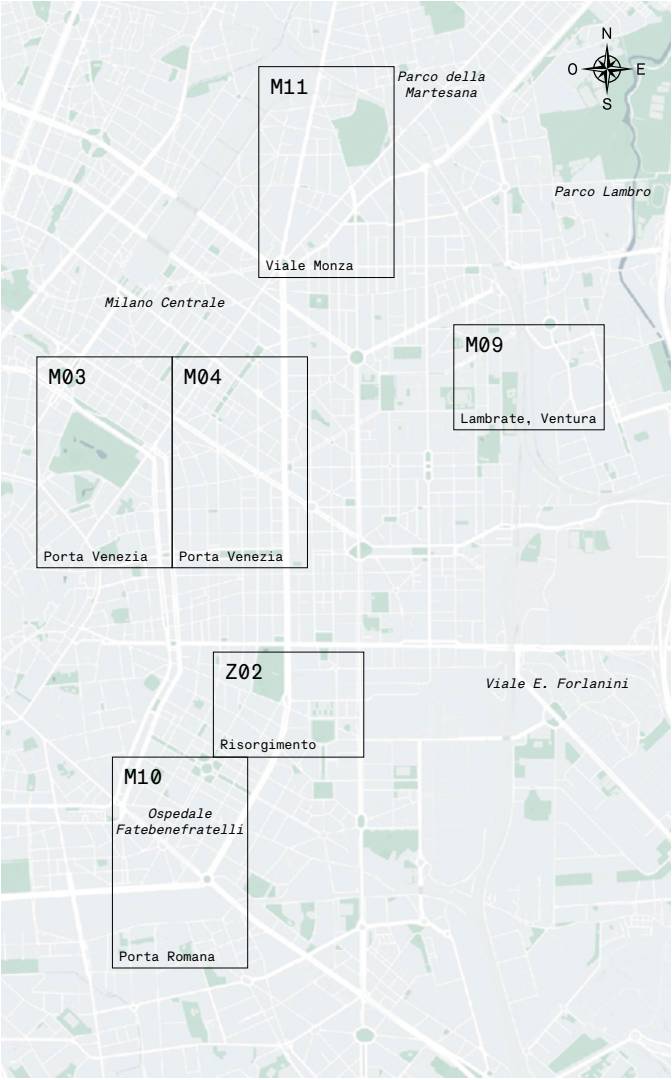 N
O
E
S
M11
Parco della
Martesana
Parco Lambro
Viale Monza
Milano Centrale
M09
Lambrate, Ventura
M03
M04
Porta Venezia
Porta Venezia
Z02
Viale E. Forlanini
Risorgimento
M10
Ospedale
Fatebenefratelli
Porta Romana